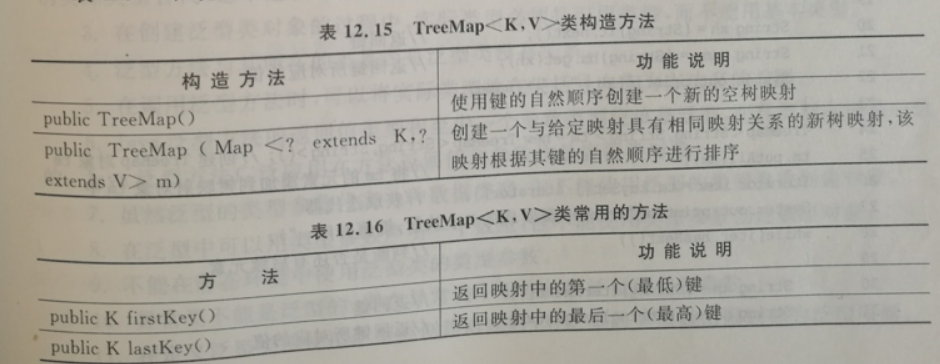 表 12.15 TreeMap<K,V>类构造方法
构 造 方 法
功 能 说 明
public TreeMap()
使用键的自然顺序创建一个新的空树映射
public TreeMap ( Map <? extends K,?
extends V> m)
创建一个与给定映射具有相同映射关系的新树映射,该
映射根据其键的自然顺序进行排序
表 12.16 TreeMap<K,V>类常用的方法
方 法
功 能 说 明
public K firstKey()
返回映射中的第一个(最低)键
public K lastKey()
返回映射中的最后一个(最高)键